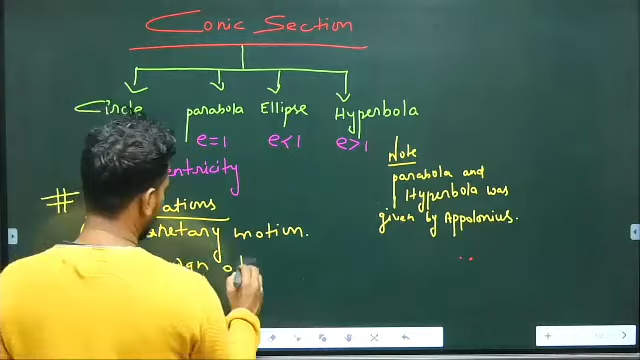 Conic Section
Circle parabola Ellipse Hyperbola
e=1 e<1 e>1
entricity
Note
parabola and
Hyperbola was
given by Appolonius.
#
ations
anetary motion.